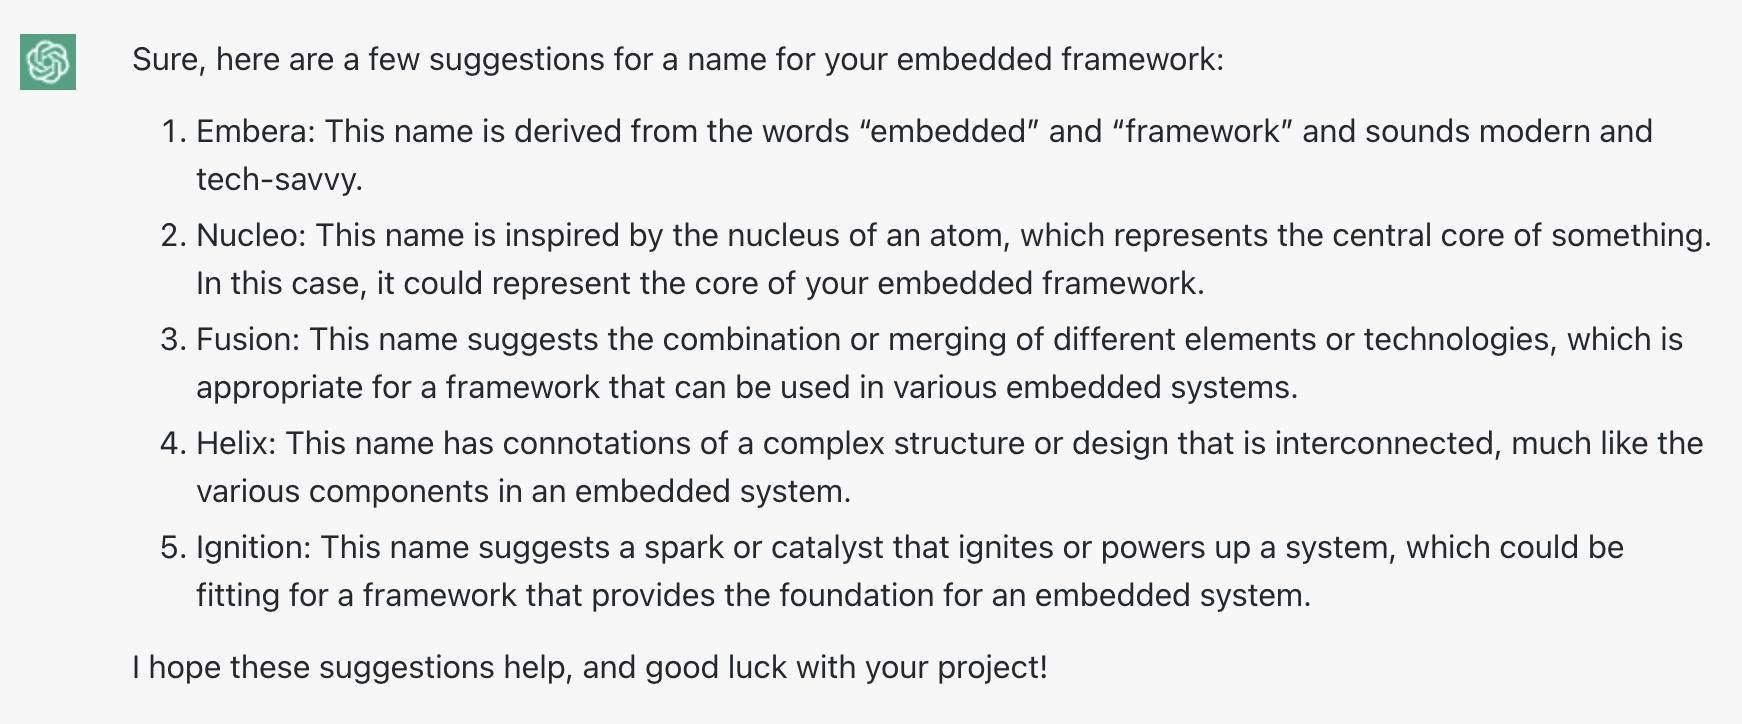 Sure, here are a few suggestions for a name for your embedded framework:
1. Embera: This name is derived from the words “embedded” and “framework” and sounds modern and
tech-savvy.
2. Nucleo: This name is inspired by the nucleus of an atom, which represents the central core of something.
In this case, it could represent the core of your embedded framework.
3. Fusion: This name suggests the combination or merging of different elements or technologies, which is
appropriate for a framework that can be used in various embedded systems.
4. Helix: This name has connotations of a complex structure or design that is interconnected, much like the
various components in an embedded system.
5. Ignition: This name suggests a spark or catalyst that ignites or powers up a system, which could be
fitting for a framework that provides the foundation for an embedded system.
I hope these suggestions help, and good luck with your project!